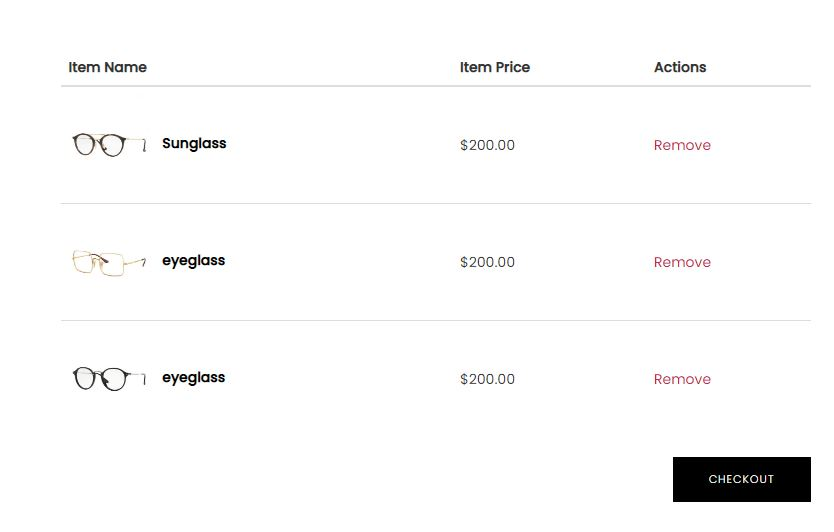 Item Name Item Price Actions
Sunglass $200.00 Remove
eyeglass $200.00 Remove
eyeglass $200.00 Remove
CHECKOUT